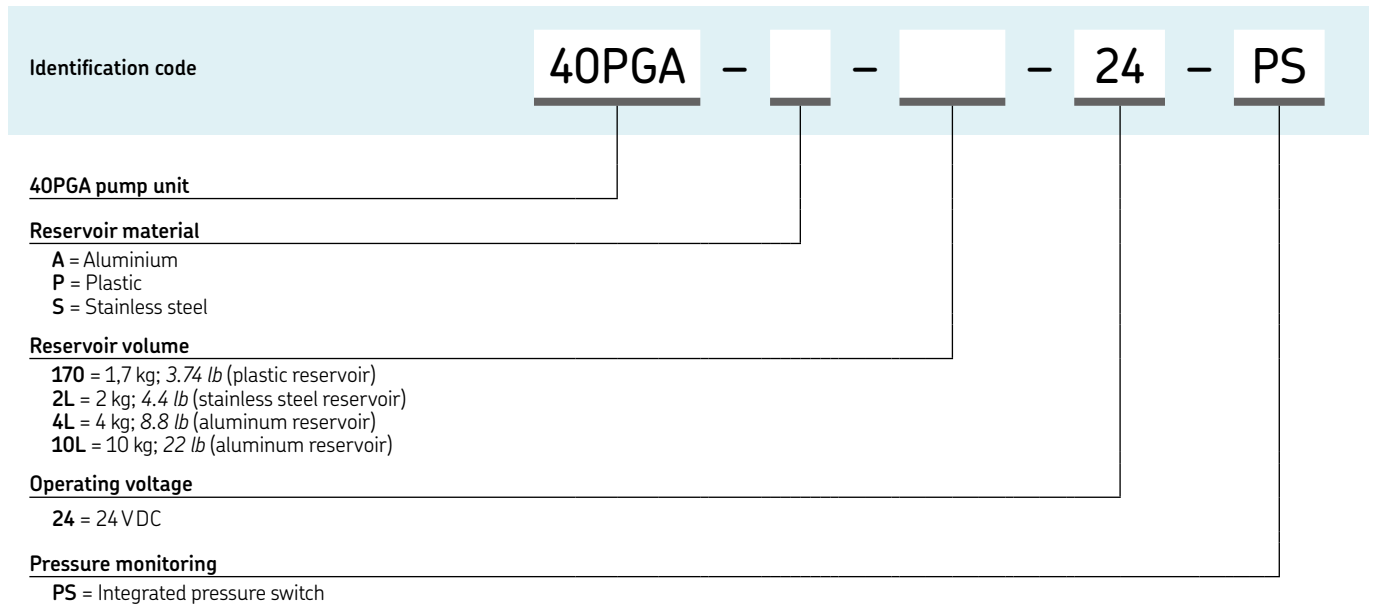 Identification code
40PGA – – – 24 – PS
40PGA pump unit
Reservoir material
A = Aluminium
P = Plastic
S = Stainless steel
Reservoir volume
170 = 1,7 kg; 3.74 lb (plastic reservoir)
2L = 2 kg; 4.4 lb (stainless steel reservoir)
4L = 4 kg; 8.8 lb (aluminum reservoir)
10L = 10 kg; 22 lb (aluminum reservoir)
Operating voltage
24 = 24 V DC
Pressure monitoring
PS = Integrated pressure switch